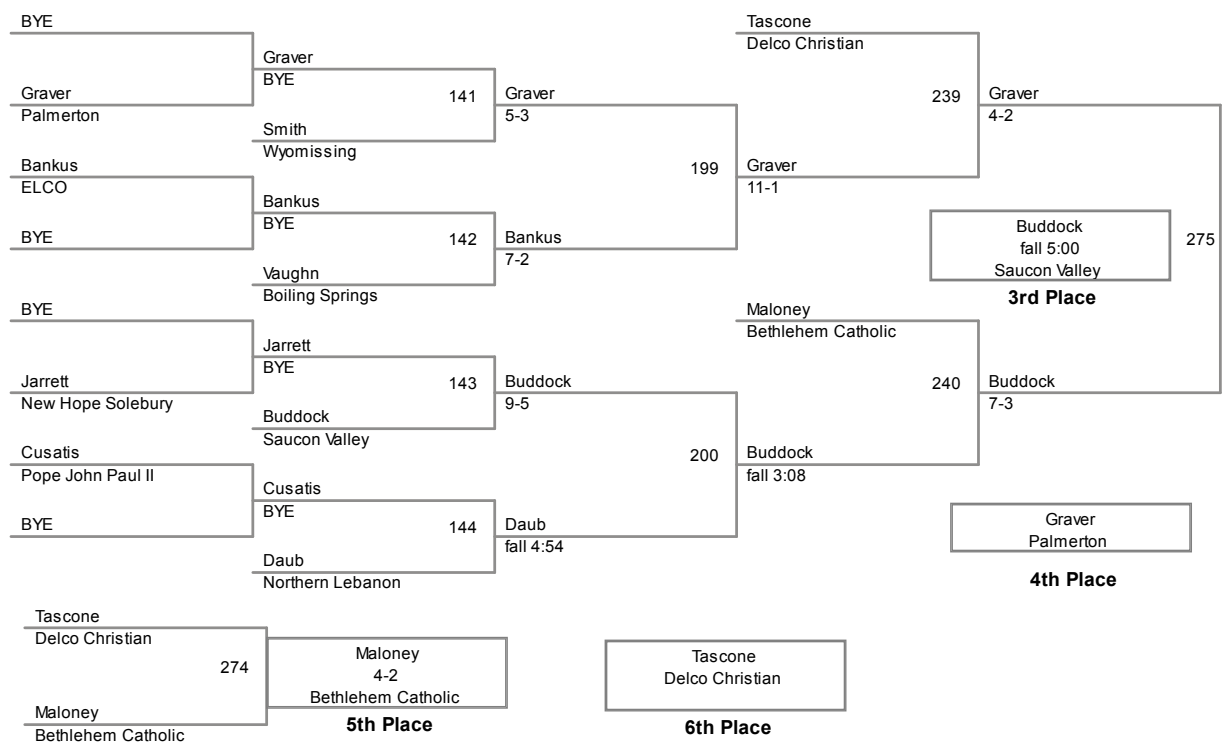 BYE
Graver
Palmerton
Bankus
ELCO
BYE
BYE
Jarrett
New Hope Solebury
Cusatis
Pope John Paul II
BYE
Graver
BYE
141
Smith
Wyomissing
Bankus
BYE
142
Vaughn
Boiling Springs
Jarrett
BYE
143
Buddock
Saucon Valley
Cusatis
BYE
144
Daub
Northern Lebanon
Graver
5-3
199
Bankus
7-2
Buddock
9-5
200
Daub
fall 4:54
Tascone
Delco Christian
239
Graver
11-1
Maloney
Bethlehem Catholic
240
Buddock
fall 3:08
Graver
4-2
275
Buddock
7-3
Buddock
fall 5:00
Saucon Valley
3rd Place
Graver
Palmerton
4th Place
Tascone
Delco Christian
274
Maloney
Bethlehem Catholic
Maloney
4-2
Bethlehem Catholic
5th Place
Tascone
Delco Christian
6th Place